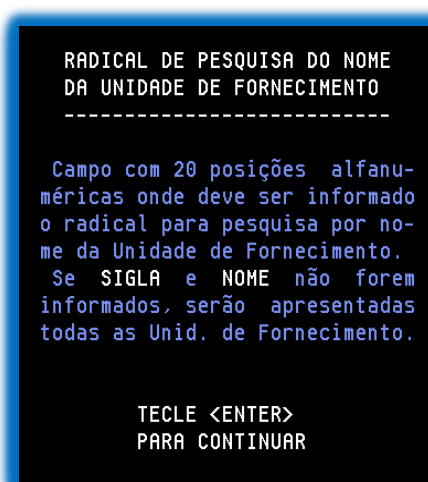 RADICAL DE PESQUISA DO NOME
DA UNIDADE DE FORNECIMENTO
---------------------------
Campo com 20 posições alfanu-
méricas onde deve ser informado
o radical para pesquisa por no-
me da Unidade de Fornecimento.
Se SIGLA e NOME não forem
informados, serão apresentadas
todas as Unid. de Fornecimento.
TECLE <ENTER>
PARA CONTINUAR